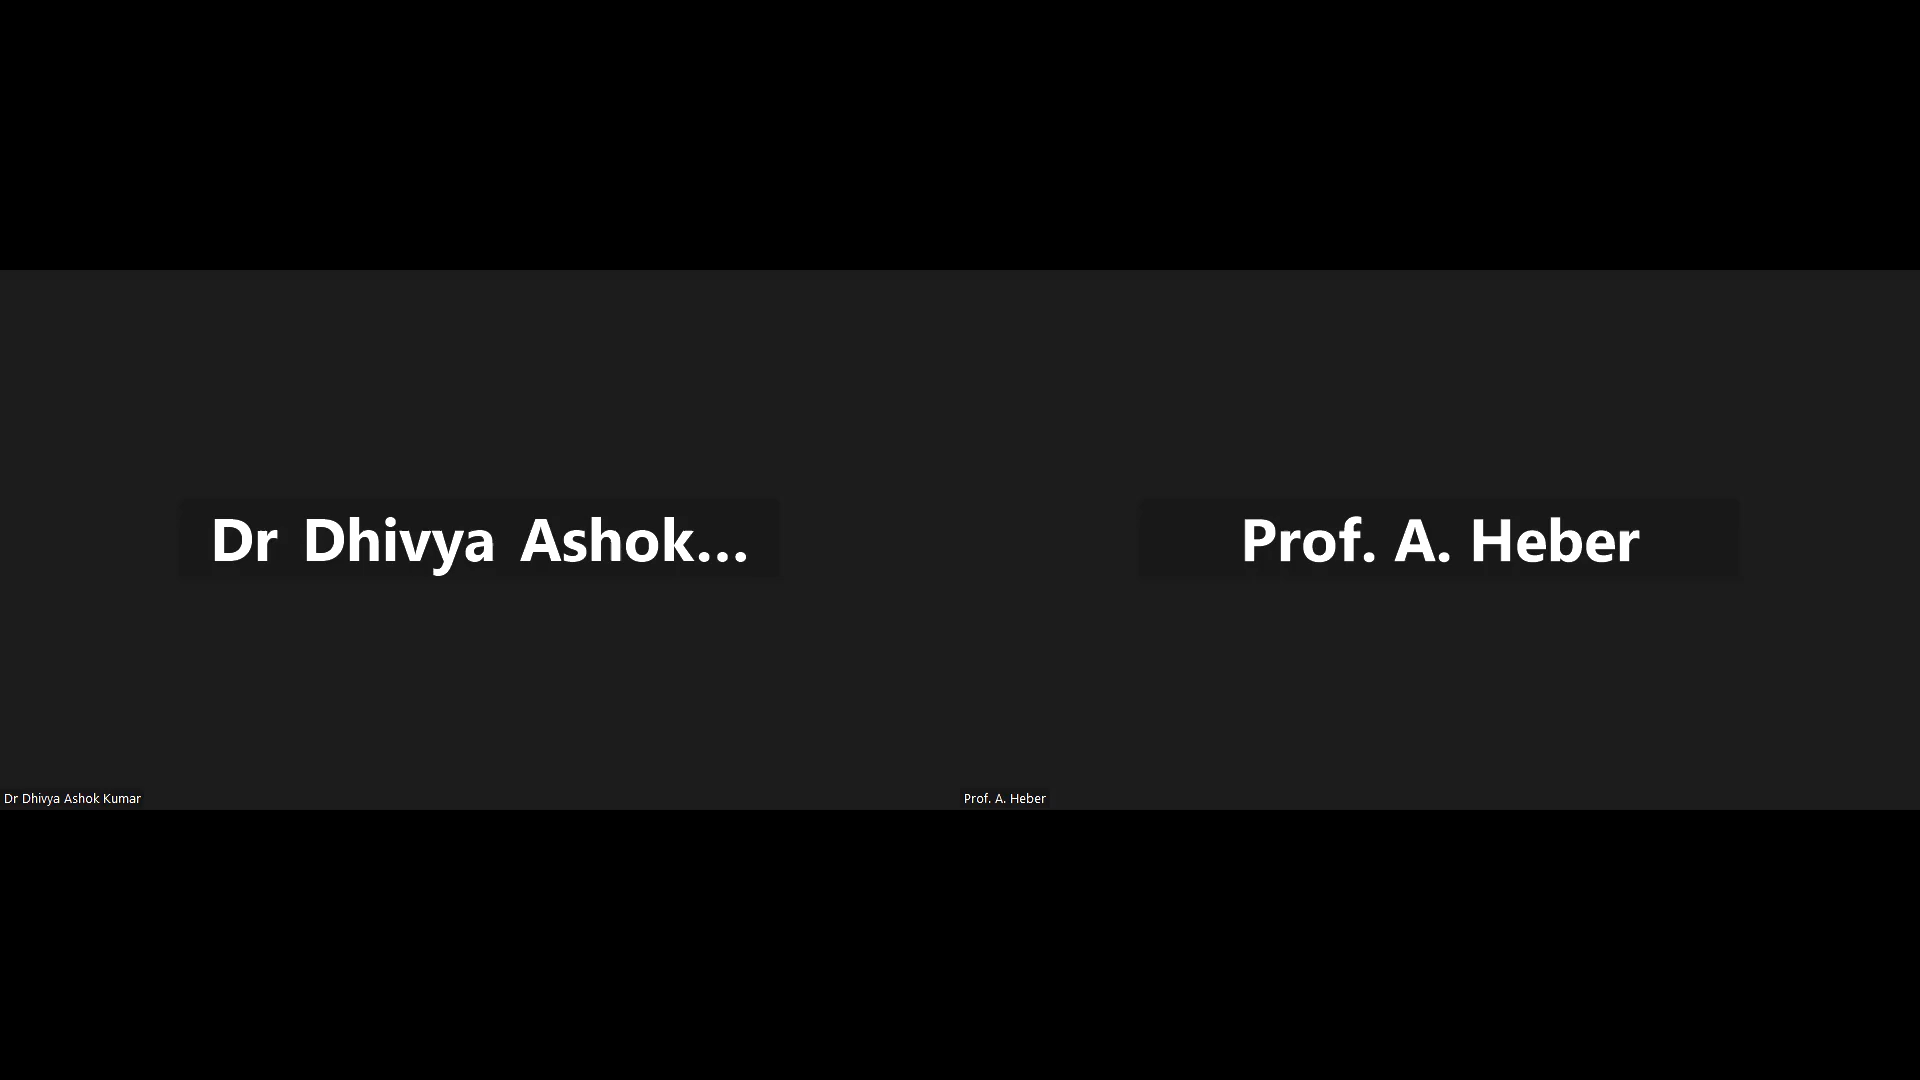 Dr Dhivya Ashok...
Prof. A. Heber
Dr Dhivya Ashok Kumar
Prof. A. Heber